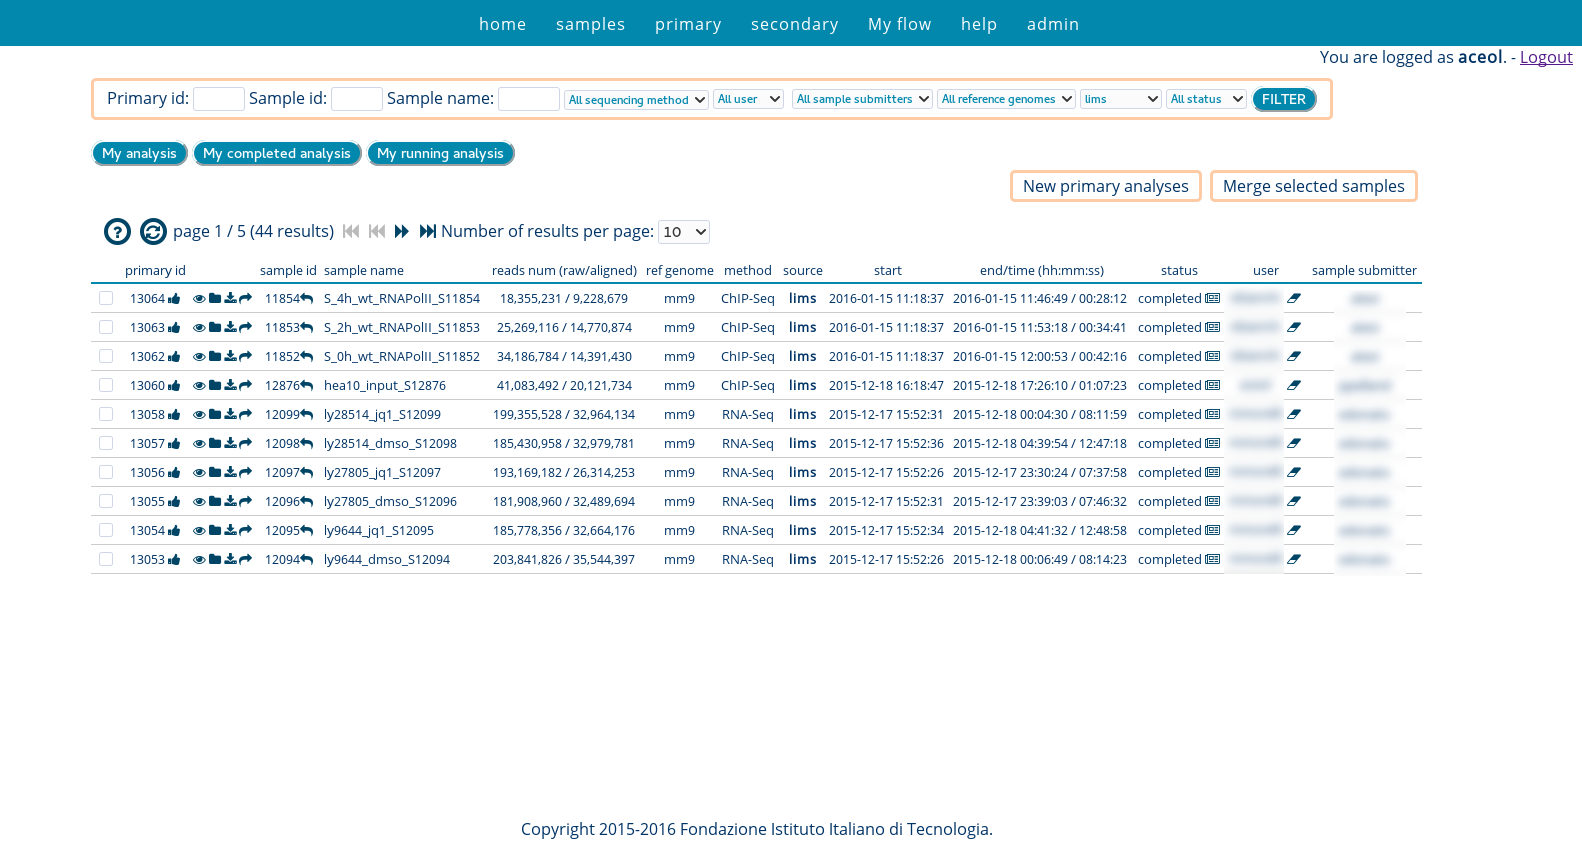 home samples primary secondary My flow help admin
You are logged as aceol. - Logout
Primary id: Sample id: Sample name: All sequencing method All user All sample submitters All reference genomes lims All status FILTER
My analysis My completed analysis My running analysis
New primary analyses Merge selected samples
page 1 / 5 (44 results) Number of results per page: 10
primary id sample id sample name reads num (raw/aligned) ref genome method source start end/time (hh:mm:ss) status user sample submitter
13064 11854 S_4h_wt_RNAPolII_S11854 18,355,231 / 9,228,679 mm9 ChIP-Seq lims 2016-01-15 11:18:37 2016-01-15 11:46:49 / 00:28:12 completed
13063 11853 S_2h_wt_RNAPolII_S11853 25,269,116 / 14,770,874 mm9 ChIP-Seq lims 2016-01-15 11:18:37 2016-01-15 11:53:18 / 00:34:41 completed
13062 11852 S_0h_wt_RNAPolII_S11852 34,186,784 / 14,391,430 mm9 ChIP-Seq lims 2016-01-15 11:18:37 2016-01-15 12:00:53 / 00:42:16 completed
13060 12876 hea10_input_S12876 41,083,492 / 20,121,734 mm9 ChIP-Seq lims 2015-12-18 16:18:47 2015-12-18 17:26:10 / 01:07:23 completed
13058 12099 ly28514_jq1_S12099 199,355,528 / 32,964,134 mm9 RNA-Seq lims 2015-12-17 15:52:31 2015-12-18 00:04:30 / 08:11:59 completed
13057 12098 ly28514_dmso_S12098 185,430,958 / 32,979,781 mm9 RNA-Seq lims 2015-12-17 15:52:36 2015-12-18 04:39:54 / 12:47:18 completed
13056 12097 ly27805_jq1_S12097 193,169,182 / 26,314,253 mm9 RNA-Seq lims 2015-12-17 15:52:26 2015-12-17 23:30:24 / 07:37:58 completed
13055 12096 ly27805_dmso_S12096 181,908,960 / 32,489,694 mm9 RNA-Seq lims 2015-12-17 15:52:31 2015-12-17 23:39:03 / 07:46:32 completed
13054 12095 ly9644_jq1_S12095 185,778,356 / 32,664,176 mm9 RNA-Seq lims 2015-12-17 15:52:34 2015-12-18 04:41:32 / 12:48:58 completed
13053 12094 ly9644_dmso_S12094 203,841,826 / 35,544,397 mm9 RNA-Seq lims 2015-12-17 15:52:26 2015-12-18 00:06:49 / 08:14:23 completed
Copyright 2015-2016 Fondazione Istituto Italiano di Tecnologia.